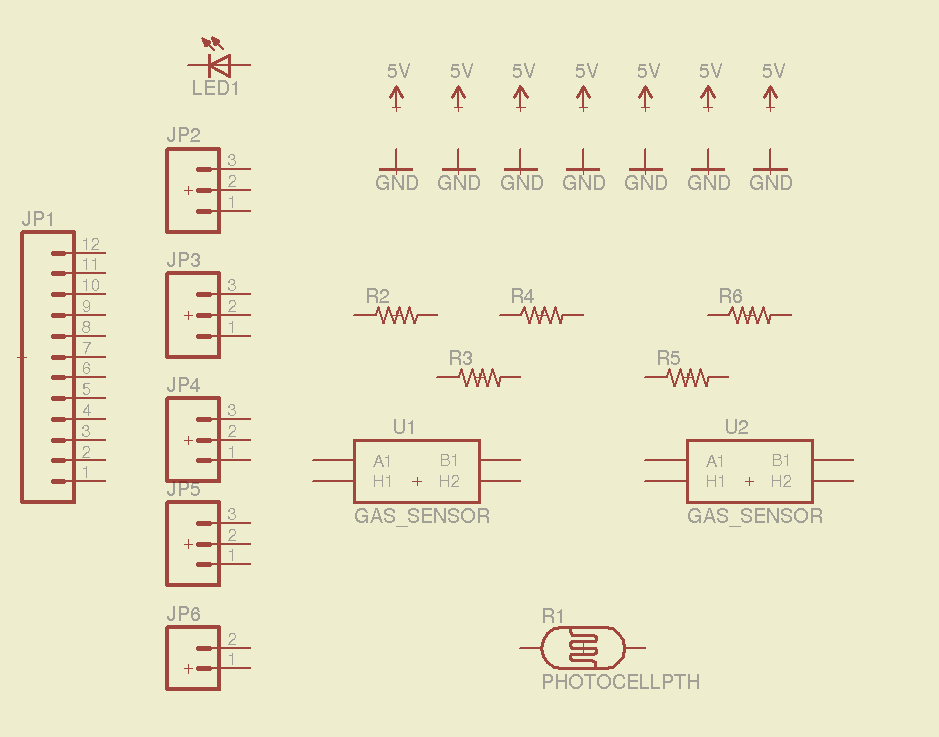 LED1
5V 5V 5V 5V 5V 5V 5V
GND GND GND GND GND GND GND
JP2
3
2
1
JP1
12
11
10
9
8
7
6
5
4
3
2
1
JP3
3
2
1
JP4
3
2
1
JP5
3
2
1
JP6
2
1
R2 R4 R6
R3 R5
U1
A1 B1
H1 H2
GAS_SENSOR
U2
A1 B1
H1 H2
GAS_SENSOR
R1
PHOTOCELLPTH